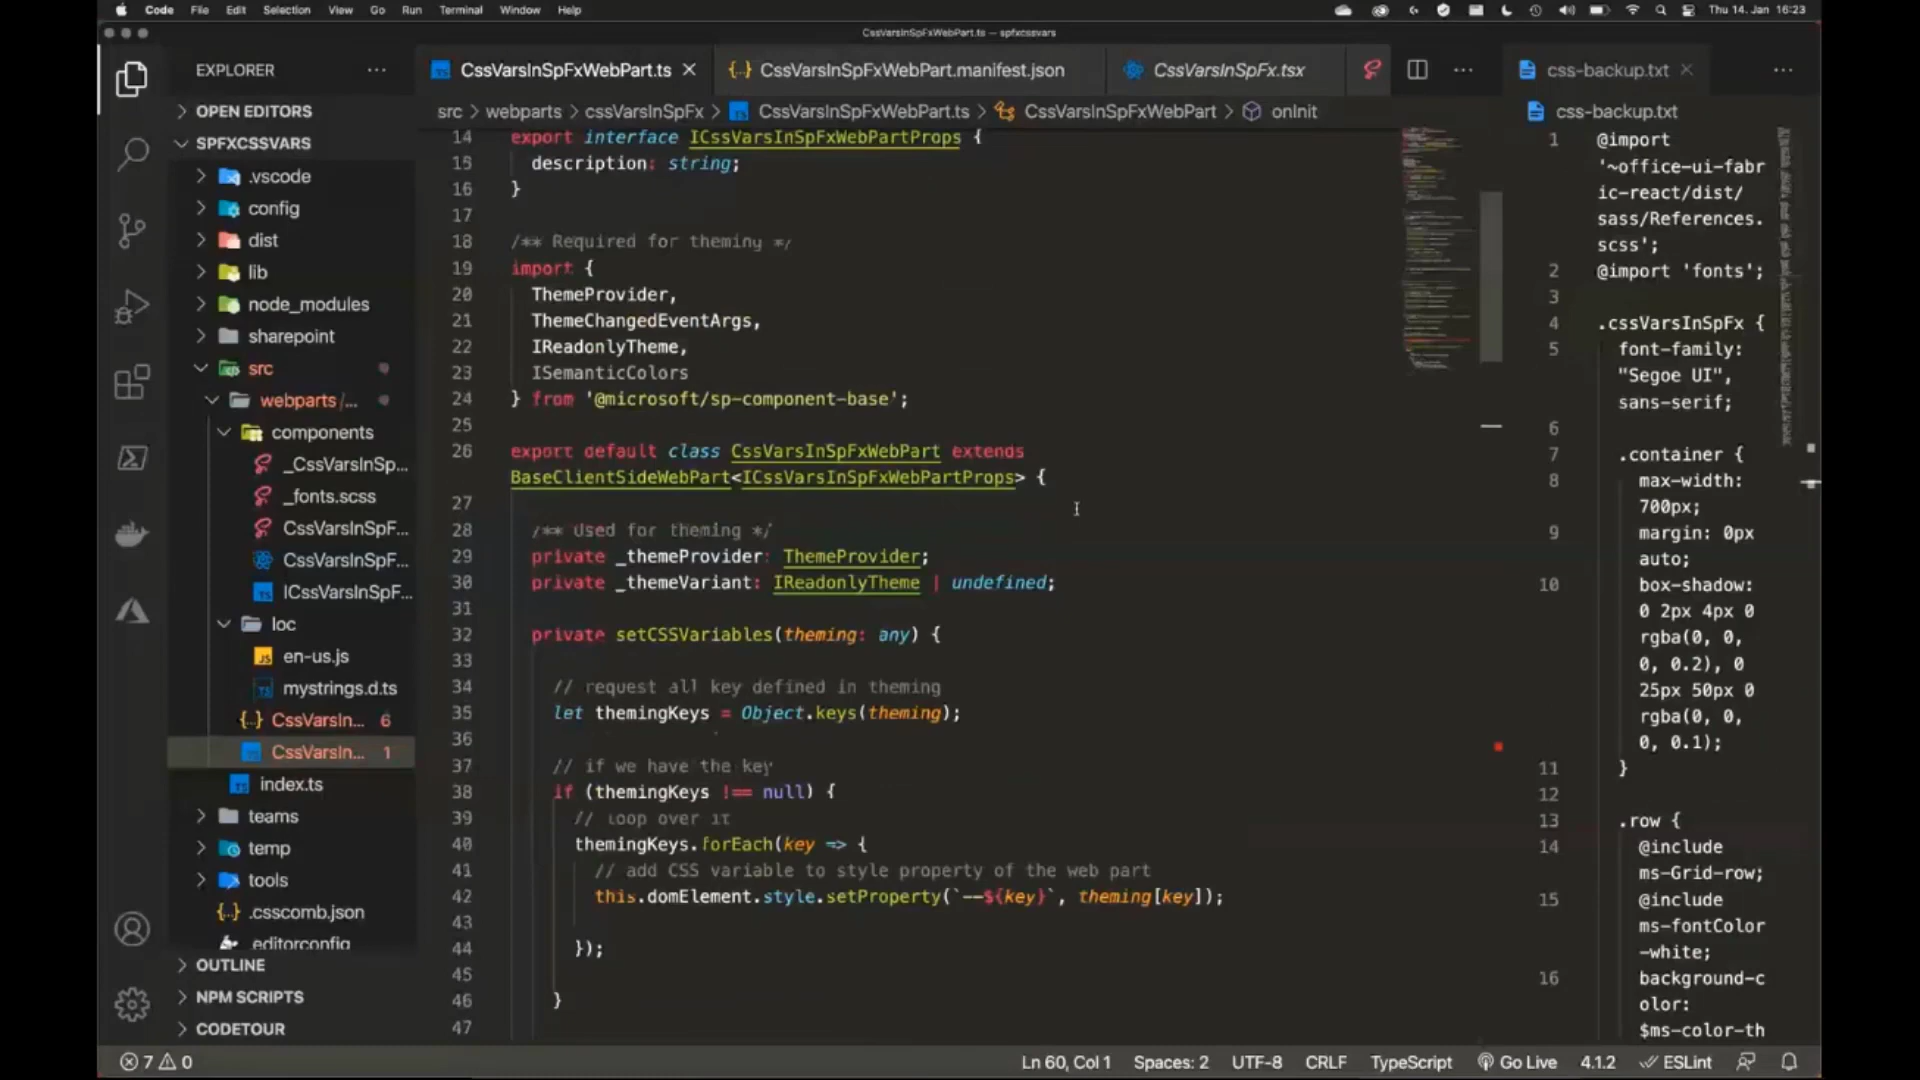 Code File Edit Selection View Go Run Terminal Window Help
Thu 14. Jan 16:23
CssVarsInSpFxWebPart.ts — spfxcssvars
EXPLORER
OPEN EDITORS
SPFXCSSVARS
.vscode
config
dist
lib
node_modules
sharepoint
src
webparts/...
components
_CssVarsInSp...
_fonts.scss
CssVarsInSpF...
CssVarsInSpF...
ICssVarsInSpF...
loc
en-us.js
mystrings.d.ts
CssVarsIn... 6
CssVarsIn... 1
index.ts
teams
temp
tools
.csscomb.json
.editorconfig
OUTLINE
NPM SCRIPTS
CODETOUR
CssVarsInSpFxWebPart.ts
CssVarsInSpFxWebPart.manifest.json
CssVarsInSpFx.tsx
src > webparts > cssVarsInSpFx > CssVarsInSpFxWebPart.ts > CssVarsInSpFxWebPart > onInit
14 export interface ICssVarsInSpFxWebPartProps {
15 description: string;
16 }
17
18 /** Required for theming */
19 import {
20 ThemeProvider,
21 ThemeChangedEventArgs,
22 IReadonlyTheme,
23 ISemanticColors
24 } from '@microsoft/sp-component-base';
25
26 export default class CssVarsInSpFxWebPart extends
BaseClientSideWebPart<ICssVarsInSpFxWebPartProps> {
27
28 /** Used for theming */
29 private _themeProvider: ThemeProvider;
30 private _themeVariant: IReadonlyTheme | undefined;
31
32 private setCSSVariables(theming: any) {
33
34 // request all key defined in theming
35 let themingKeys = Object.keys(theming);
36
37 // if we have the key
38 if (themingKeys !== null) {
39 // loop over it
40 themingKeys.forEach(key => {
41 // add CSS variable to style property of the web part
42 this.domElement.style.setProperty(`--${key}`, theming[key]);
43
44 });
45
46 }
47
css-backup.txt
css-backup.txt
1 @import
'~office-ui-fabr
ic-react/dist/
sass/References.
scss';
2 @import 'fonts';
3
4 .cssVarsInSpFx {
5 font-family:
"Segoe UI",
sans-serif;
6
7 .container {
8 max-width:
700px;
9 margin: 0px
auto;
10 box-shadow:
0 2px 4px 0
rgba(0, 0,
0, 0.2), 0
25px 50px 0
rgba(0, 0,
0, 0.1);
11 }
12
13 .row {
14 @include
ms-Grid-row;
15 @include
ms-fontColor
-white;
16 background-c
olor:
$ms-color-th
7 0
Ln 60, Col 1 Spaces: 2 UTF-8 CRLF TypeScript Go Live 4.1.2 ESLint